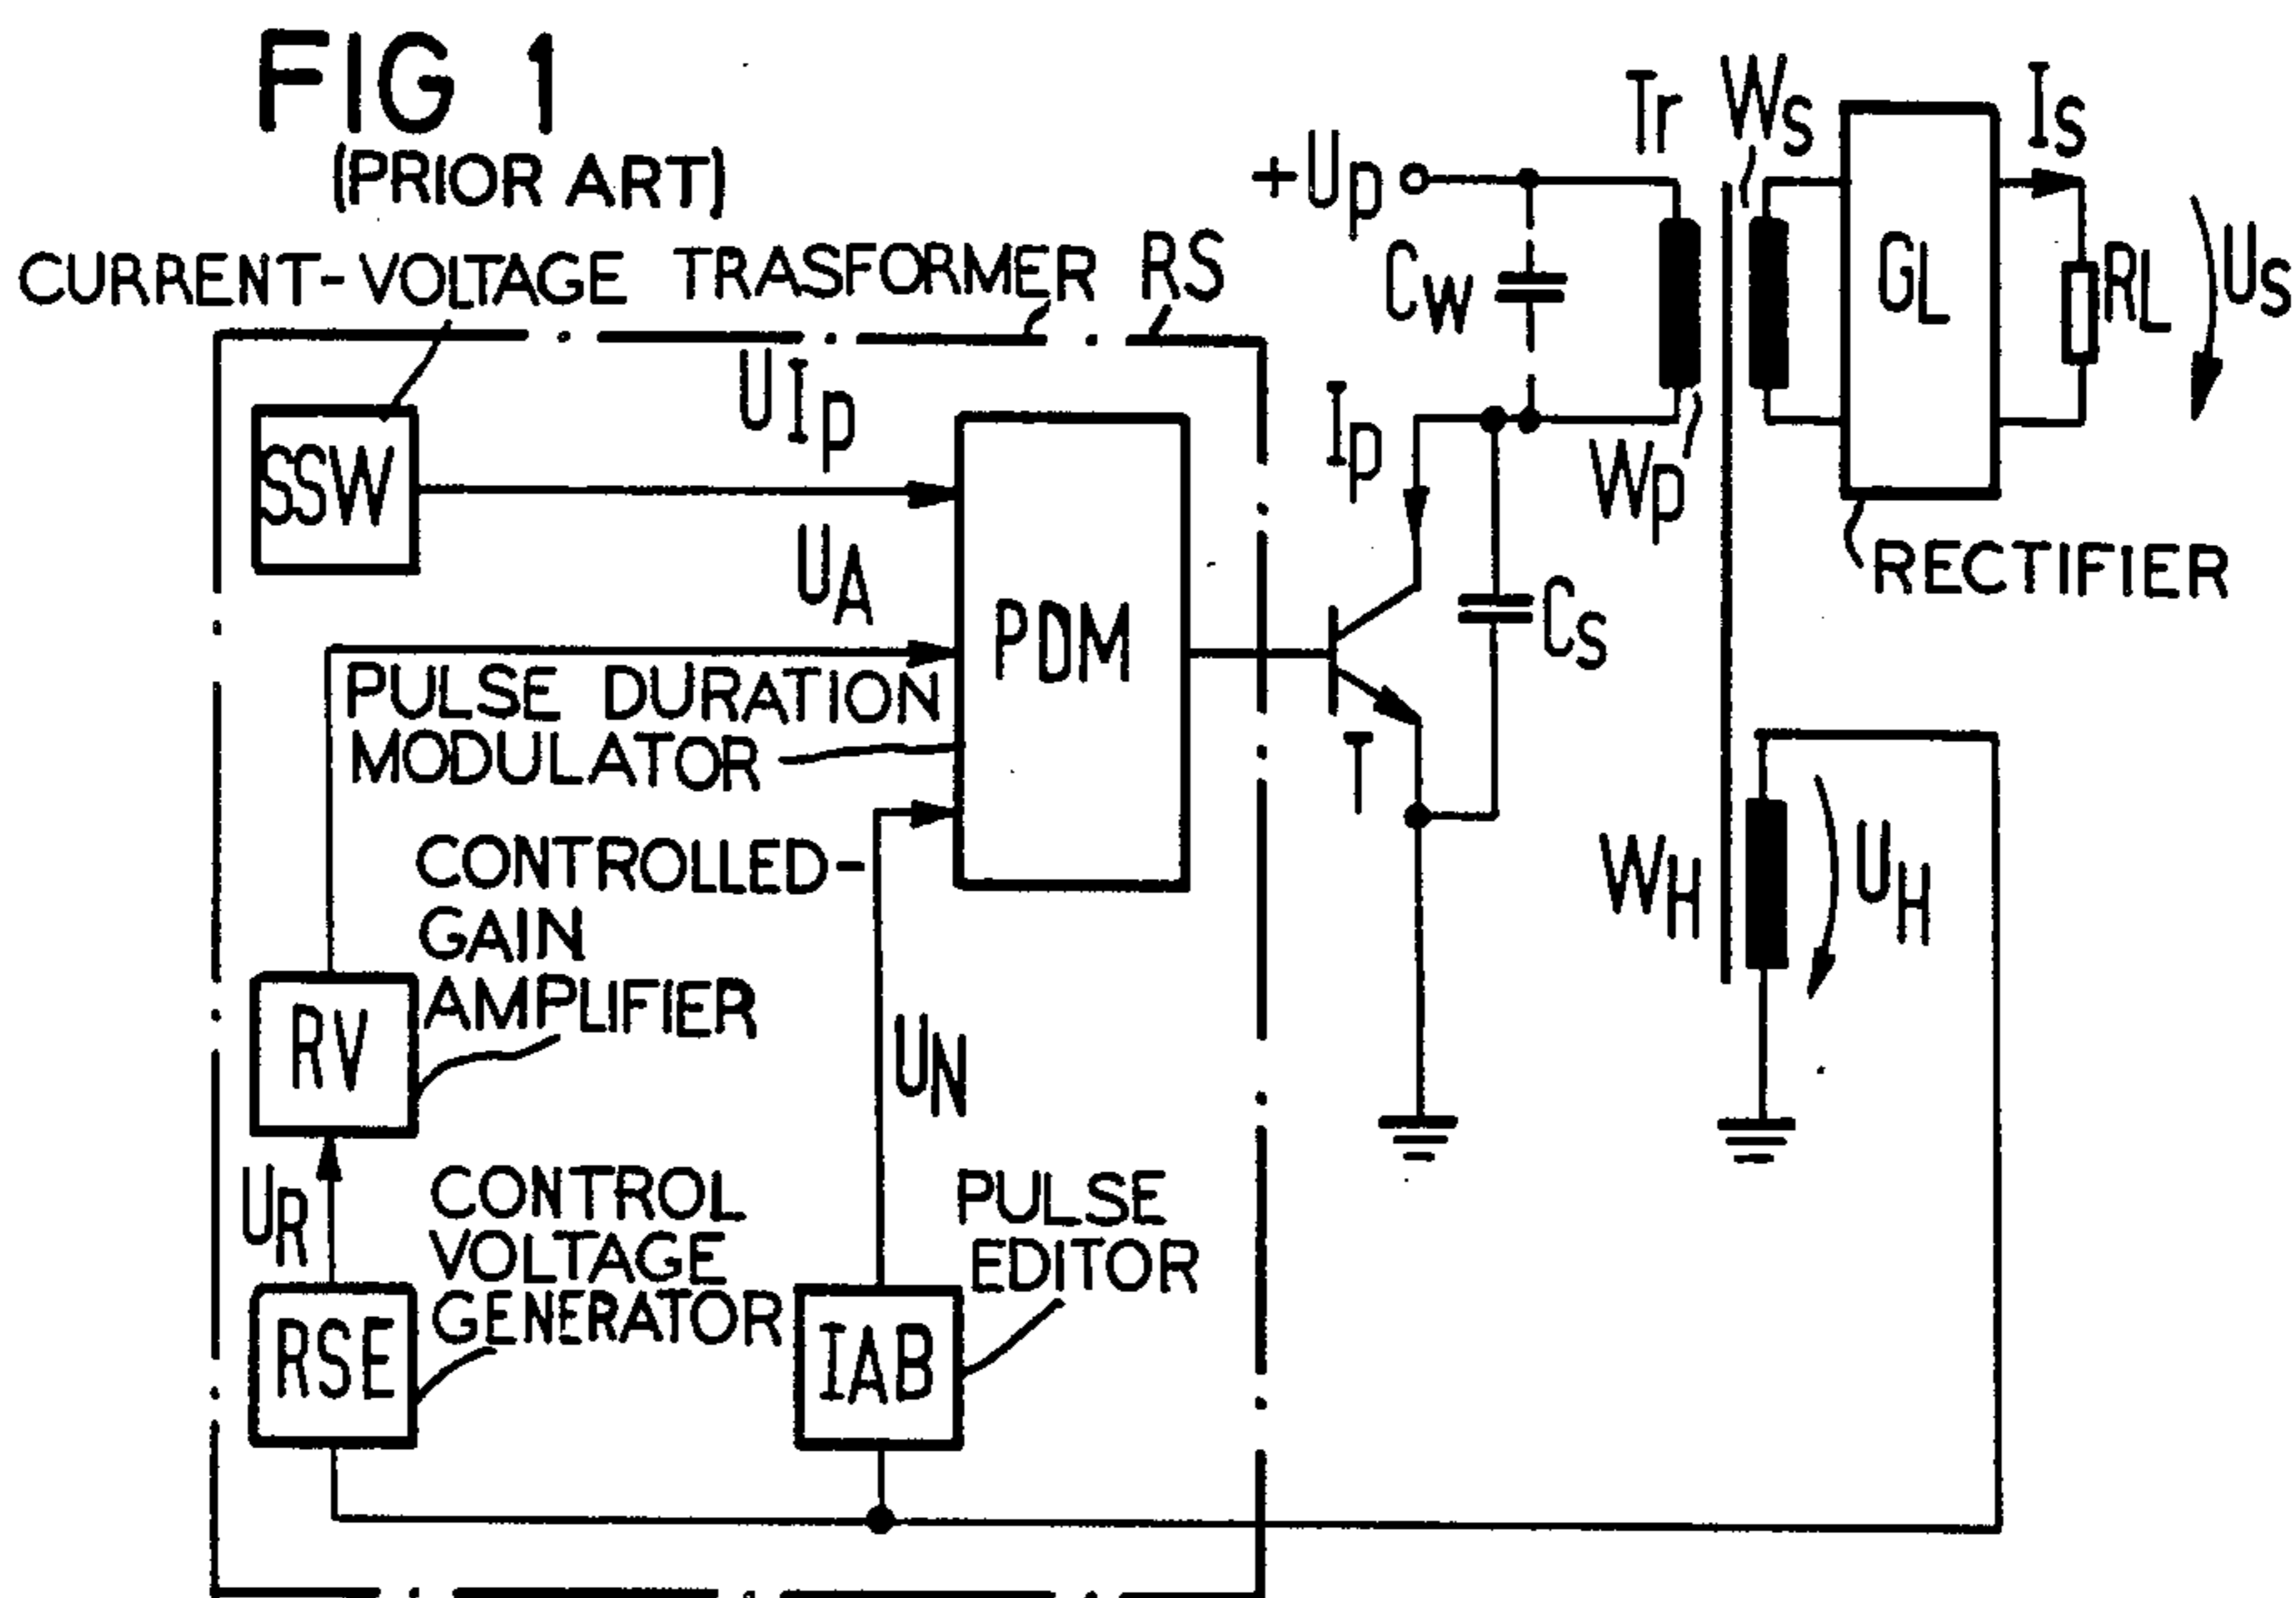 FIG 1
(PRIOR ART)
CURRENT-VOLTAGE TRASFORMER RS
+Up
Tr
Ws
Is
Cw
GL
RL
Us
UIp
Ip
Wp
SSW
RECTIFIER
UA
PDM
Cs
PULSE DURATION
MODULATOR
T
CONTROLLED-
GAIN
AMPLIFIER
WH
UH
RV
UN
UR
CONTROL
VOLTAGE
GENERATOR
PULSE
EDITOR
RSE
IAB